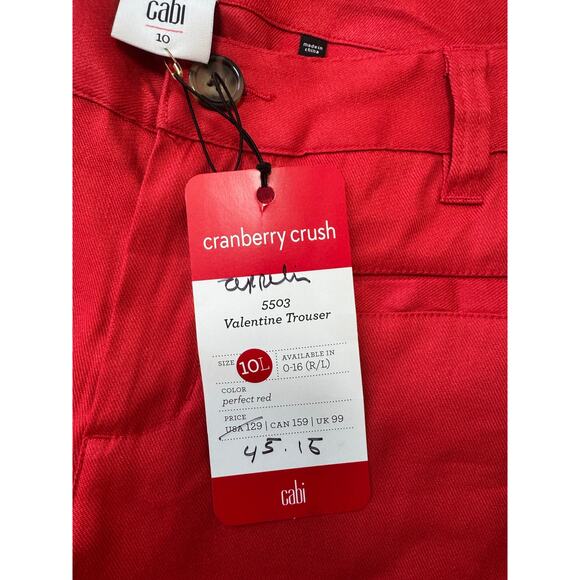 cabi
10
made in
china
cranberry crush
5503
Valentine Trouser
SIZE 10L AVAILABLE IN
0-16 (R/L)
COLOR
perfect red
PRICE
USA 129 | CAN 159 | UK 99
45.15
cabi